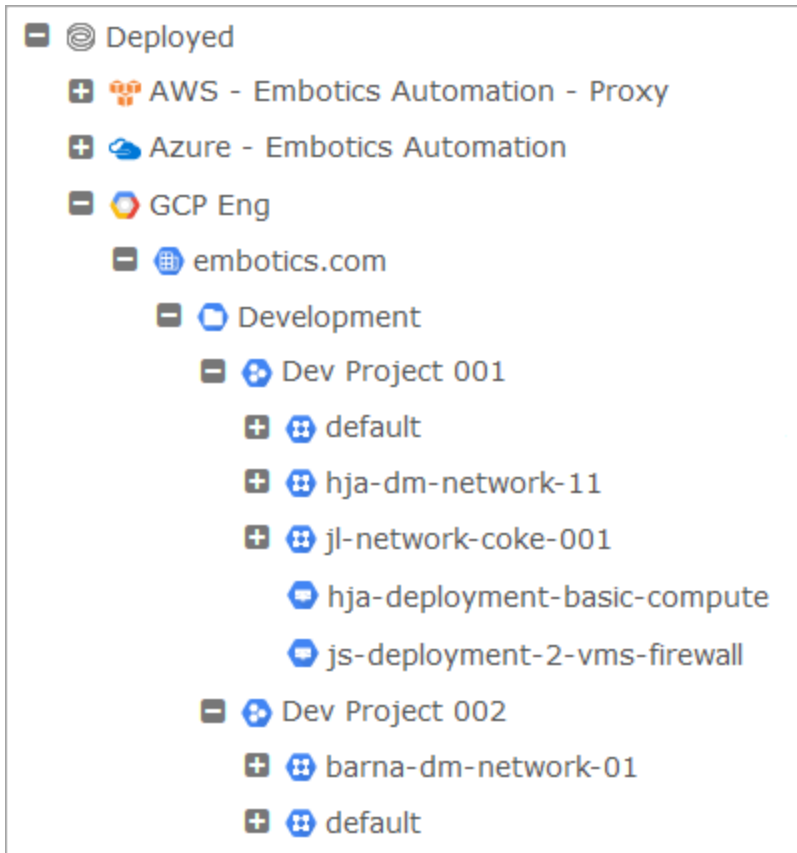 Deployed
AWS - Embotics Automation - Proxy
Azure - Embotics Automation
GCP Eng
embotics.com
Development
Dev Project 001
default
hja-dm-network-11
jl-network-coke-001
hja-deployment-basic-compute
js-deployment-2-vms-firewall
Dev Project 002
barna-dm-network-01
default